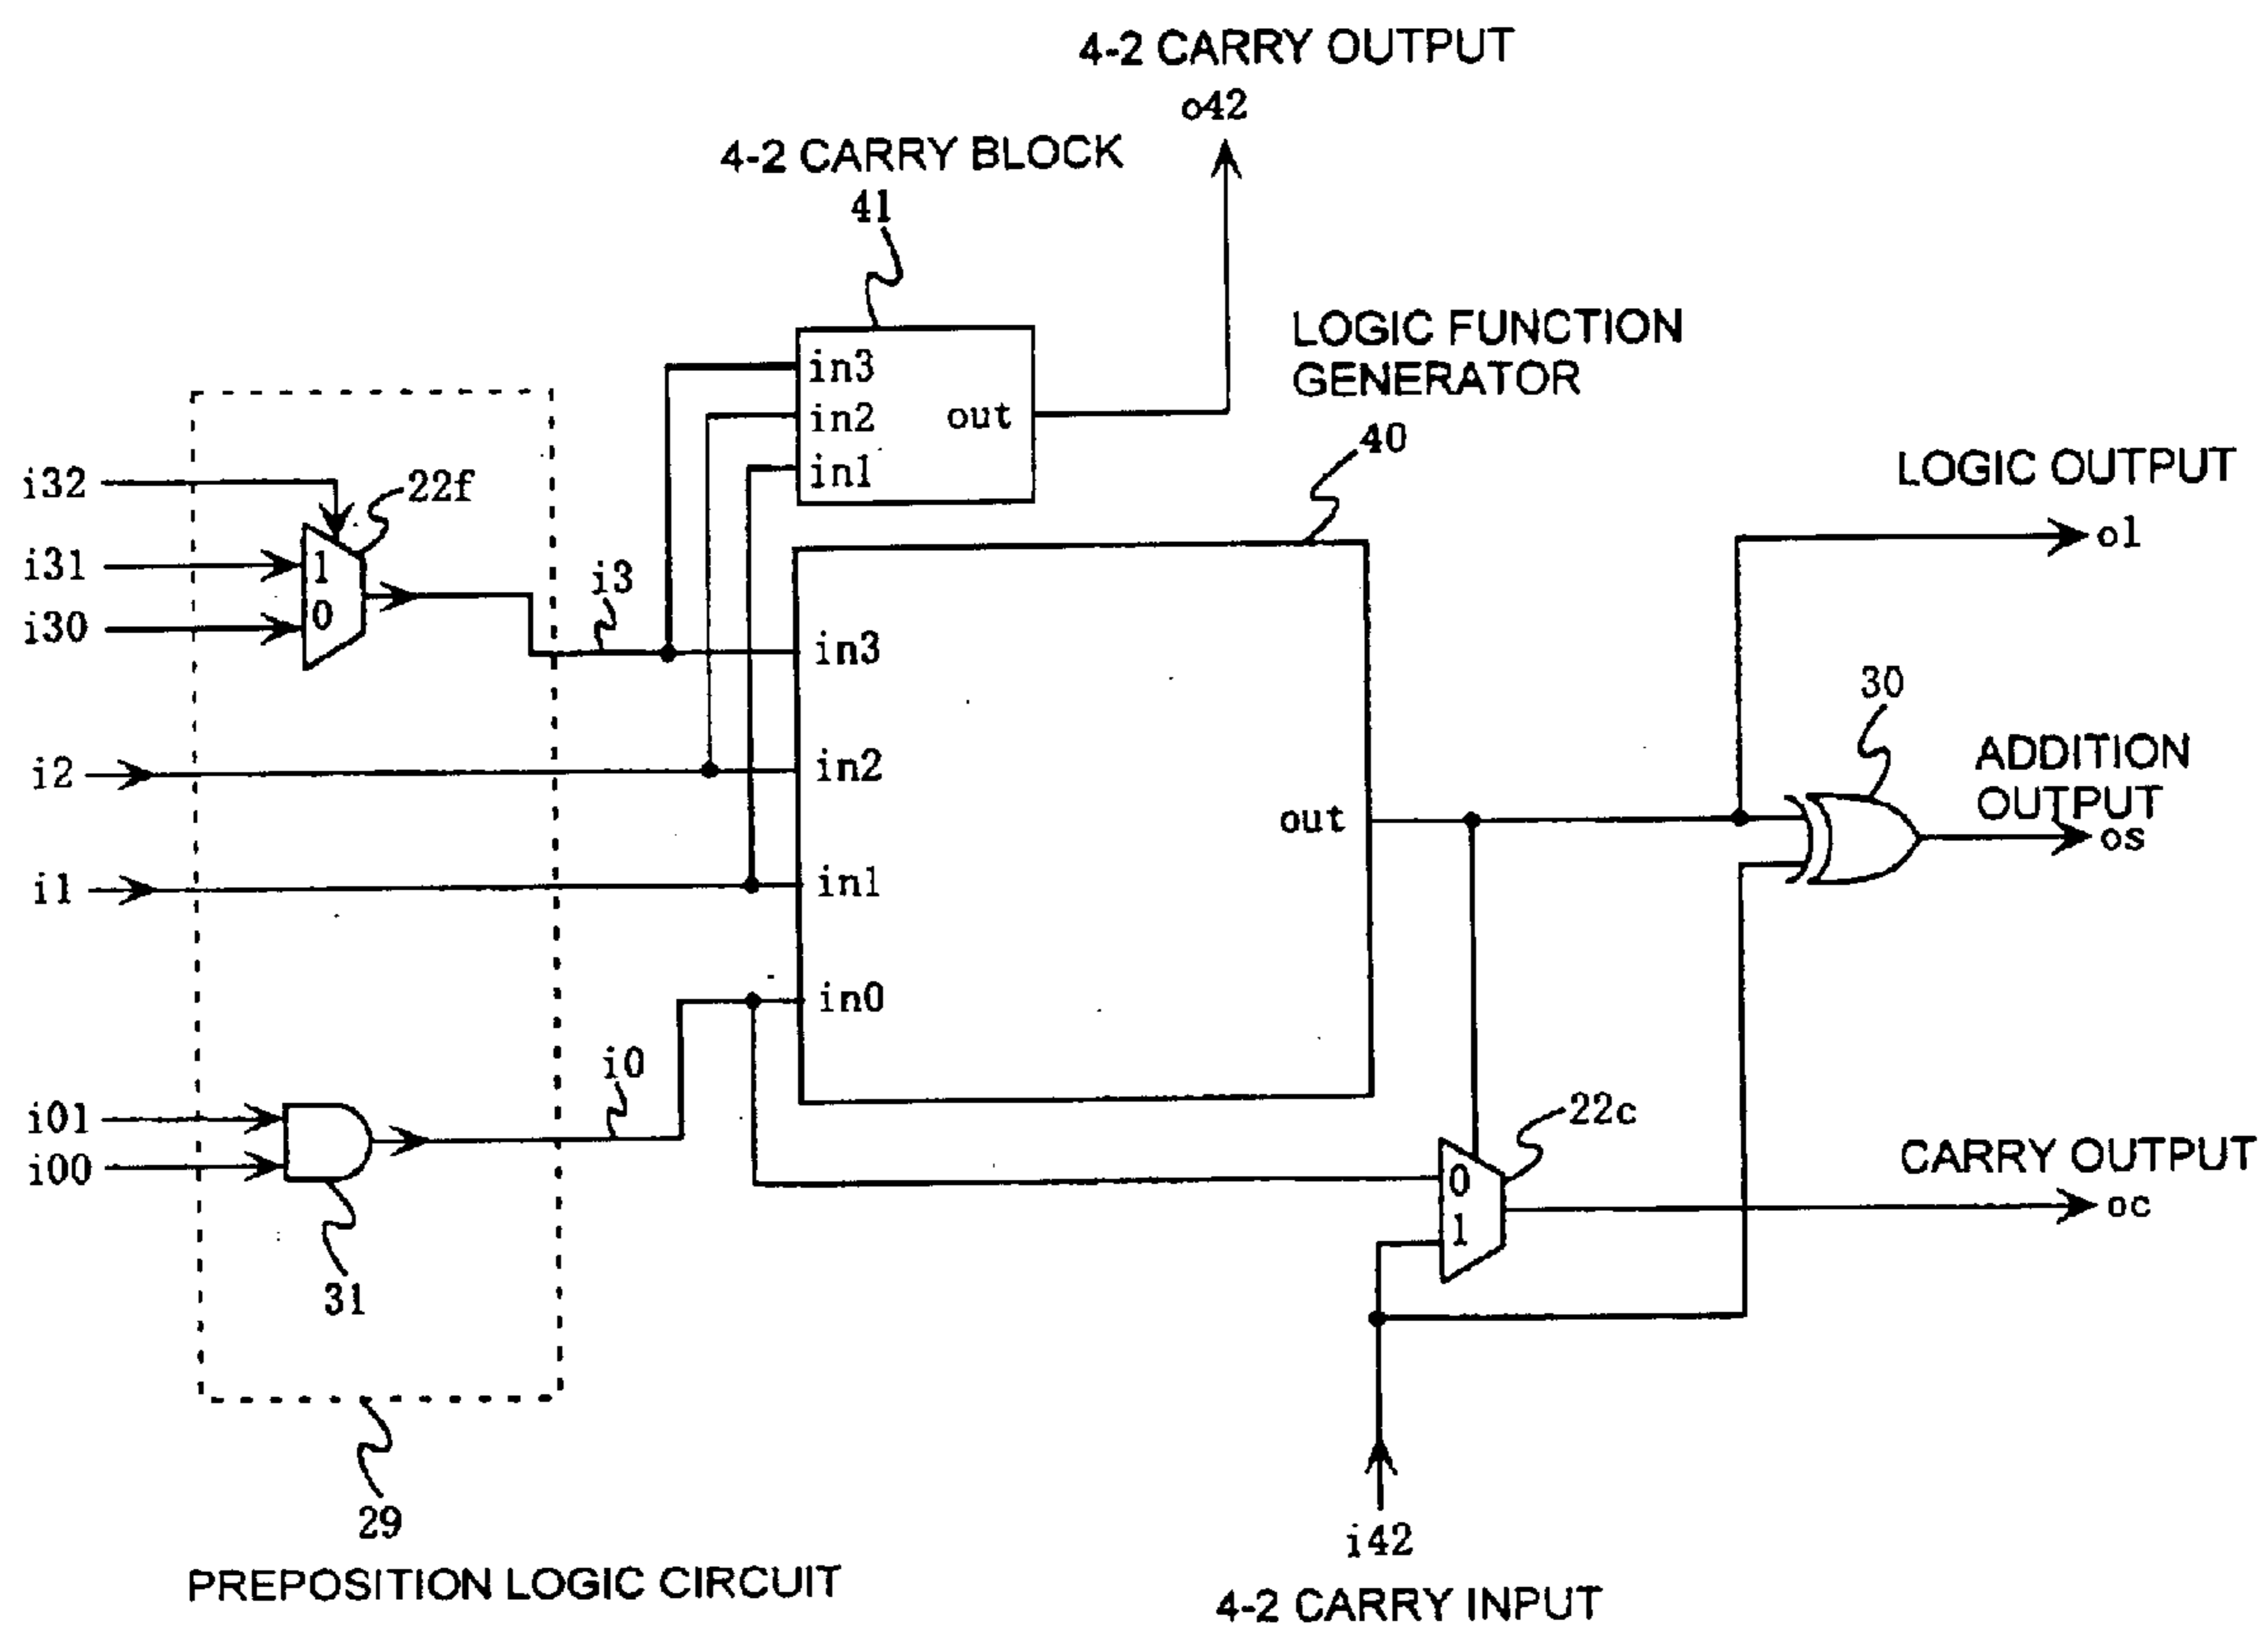 4-2 CARRY OUTPUT
o42
4-2 CARRY BLOCK
41
in3
in2
in1
out
LOGIC FUNCTION
GENERATOR
40
LOGIC OUTPUT
ol
i32
i31
i30
22f
1
0
i3
in3
in2
in1
in0
out
30
ADDITION
OUTPUT
os
i2
i1
i01
i00
i0
31
22c
0
1
CARRY OUTPUT
oc
29
PREPOSITION LOGIC CIRCUIT
i42
4-2 CARRY INPUT